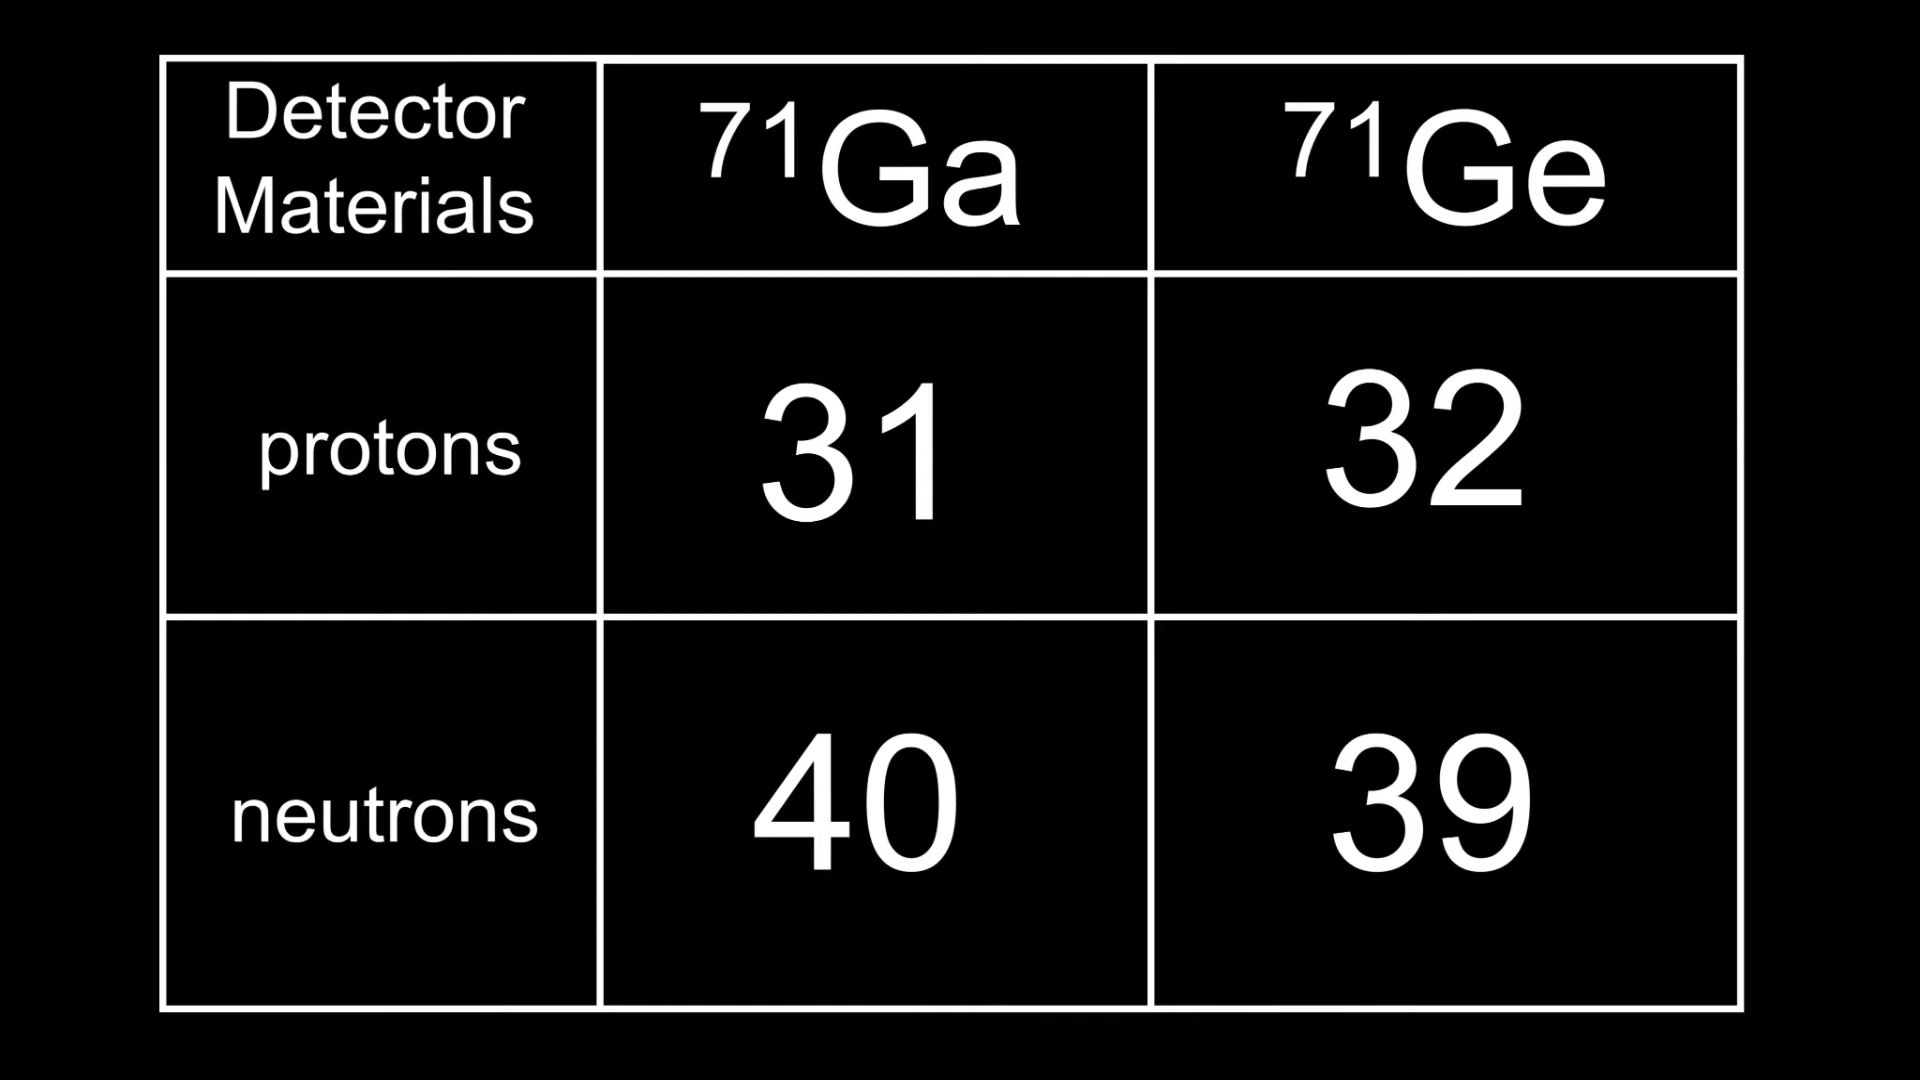 Detector
Materials
⁷¹Ga
⁷¹Ge
protons
31
32
neutrons
40
39